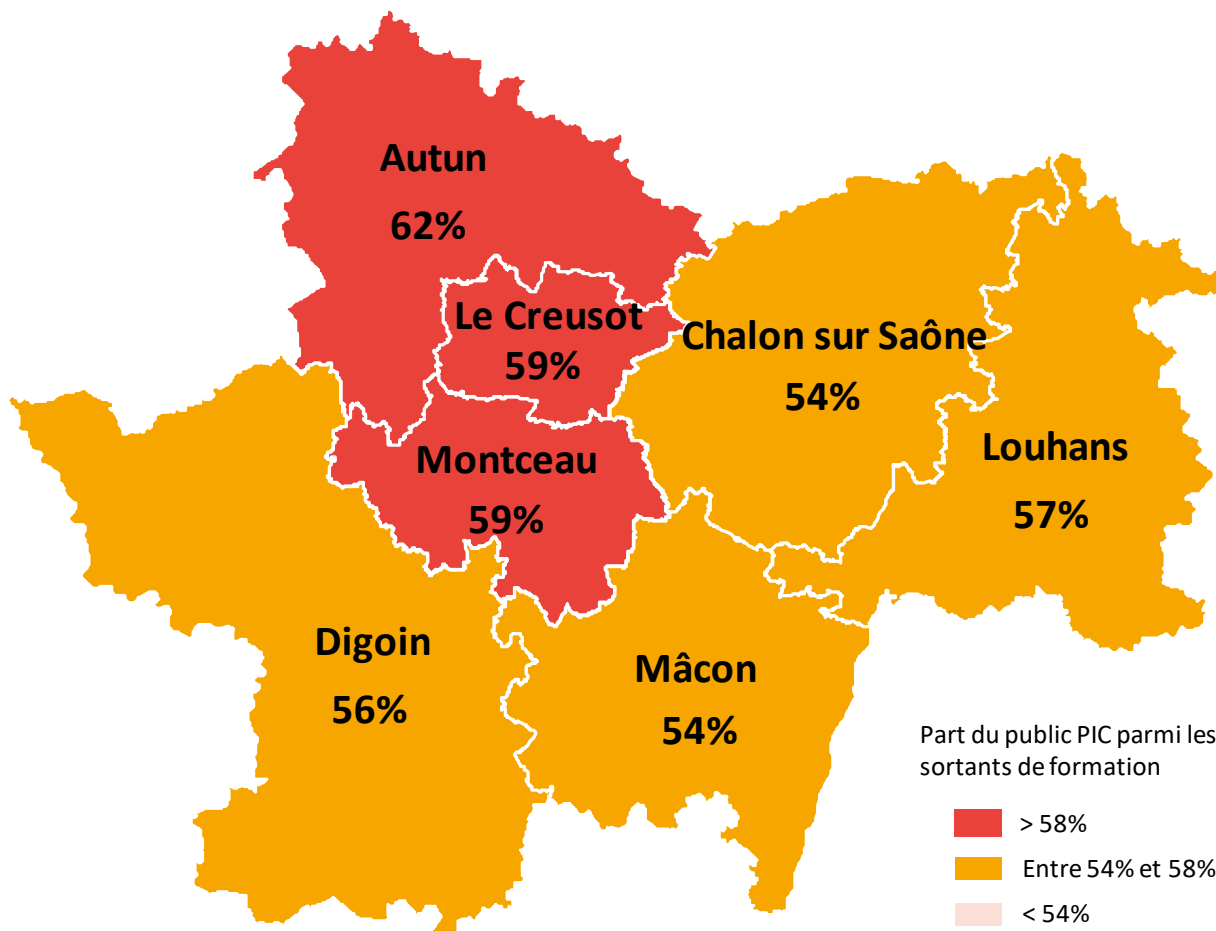 Autun
62%
Le Creusot
59%
Chalon sur Saône
54%
Montceau
59%
Louhans
57%
Digoin
56%
Mâcon
54%
Part du public PIC parmi les
sortants de formation
> 58%
Entre 54% et 58%
< 54%